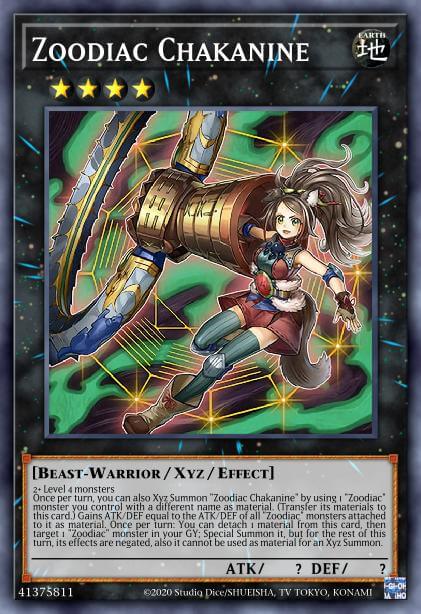 Zoodiac Chakanine
EARTH
地
[Beast-Warrior / Xyz / Effect]
2+ Level 4 monsters
Once per turn, you can also Xyz Summon "Zoodiac Chakanine" by using 1 "Zoodiac"
monster you control with a different name as material. (Transfer its materials to
this card.) Gains ATK/DEF equal to the ATK/DEF of all "Zoodiac" monsters attached
to it as material. Once per turn: You can detach 1 material from this card, then
target 1 "Zoodiac" monster in your GY; Special Summon it, but for the rest of this
turn, its effects are negated, also it cannot be used as material for an Xyz Summon.
ATK/ ? DEF/ ?
41375811 ©2020 Studio Dice/SHUEISHA, TV TOKYO, KONAMI